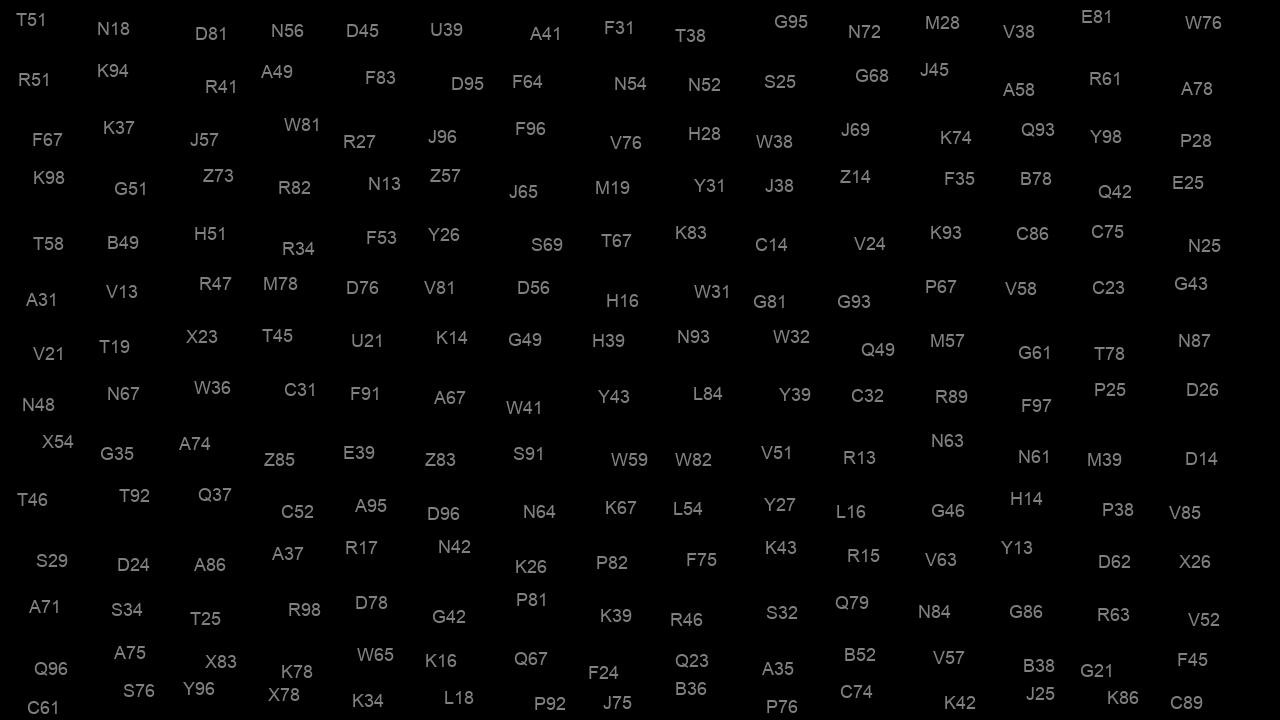 T51 N18 D81 N56 D45 U39 A41 F31 T38 G95 N72 M28 V38 E81 W76
R51 K94 R41 A49 F83 D95 F64 N54 N52 S25 G68 J45 A58 R61 A78
F67 K37 J57 W81 R27 J96 F96 V76 H28 W38 J69 K74 Q93 Y98 P28
K98 G51 Z73 R82 N13 Z57 J65 M19 Y31 J38 Z14 F35 B78 Q42 E25
T58 B49 H51 R34 F53 Y26 S69 T67 K83 C14 V24 K93 C86 C75 N25
A31 V13 R47 M78 D76 V81 D56 H16 W31 G81 G93 P67 V58 C23 G43
V21 T19 X23 T45 U21 K14 G49 H39 N93 W32 Q49 M57 G61 T78 N87
N48 N67 W36 C31 F91 A67 W41 Y43 L84 Y39 C32 R89 F97 P25 D26
X54 G35 A74 Z85 E39 Z83 S91 W59 W82 V51 R13 N63 N61 M39 D14
T46 T92 Q37 C52 A95 D96 N64 K67 L54 Y27 L16 G46 H14 P38 V85
S29 D24 A86 A37 R17 N42 K26 P82 F75 K43 R15 V63 Y13 D62 X26
A71 S34 T25 R98 D78 G42 P81 K39 R46 S32 Q79 N84 G86 R63 V52
Q96 A75 X83 K78 W65 K16 Q67 F24 Q23 A35 B52 V57 B38 G21 F45
C61 S76 Y96 X78 K34 L18 P92 J75 B36 P76 C74 K42 J25 K86 C89